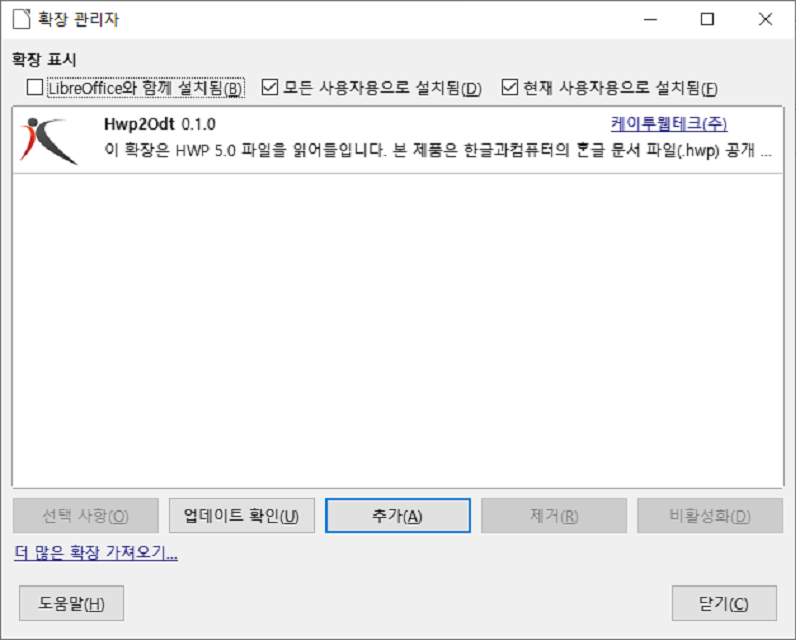 확장 관리자
확장 표시
LibreOffice와 함께 설치됨(B) 모든 사용자용으로 설치됨(D) 현재 사용자용으로 설치됨(F)
Hwp2Odt 0.1.0 케이투웹테크(주)
이 확장은 HWP 5.0 파일을 읽어들입니다. 본 제품은 한글과컴퓨터의 ᄒᆞᆫ글 문서 파일(.hwp) 공개 ...
선택 사항(O) 업데이트 확인(U) 추가(A) 제거(R) 비활성화(D)
더 많은 확장 가져오기...
도움말(H) 닫기(C)